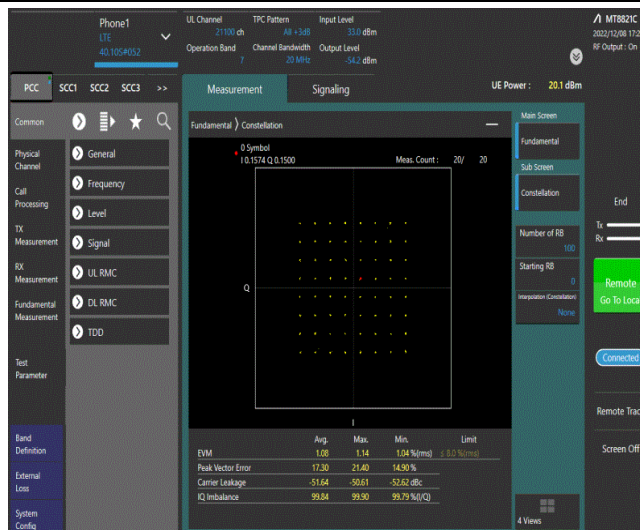 Phone1
LTE
40.10S#052
UL Channel
21100 ch
TPC Pattern
All +3dB
Input Level
33.0 dBm
Operation Band
7
Channel Bandwidth
20 MHz
Output Level
-54.2 dBm
MT8821C
2022/12/08 17:2
RF Output : On
PCC SCC1 SCC2 SCC3 >>
Measurement
Signaling
UE Power : 20.1 dBm
Common
Physical
Channel
Call
Processing
TX
Measurement
RX
Measurement
Fundamental
Measurement
Test
Parameter
Band
Definition
External
Loss
System
Config
General
Frequency
Level
Signal
UL RMC
DL RMC
TDD
Fundamental Constellation
0 Symbol
I 0.1574 Q 0.1500
Meas. Count : 20/ 20
Q
I
Avg. Max. Min. Limit
EVM 1.08 1.14 1.04 %(rms) ≤ 8.0 %(rms)
Peak Vector Error 17.30 21.40 14.90 %
Carrier Leakage -51.64 -50.61 -52.62 dBc
IQ Imbalance 99.84 99.90 99.79 %(I/Q)
Main Screen
Fundamental
Sub Screen
Constellation
Number of RB
100
Starting RB
0
Interpolation (Constellation)
None
4 Views
End
Tx
Rx
Remote
Go To Loca
Connected
Remote Trac
Screen Off